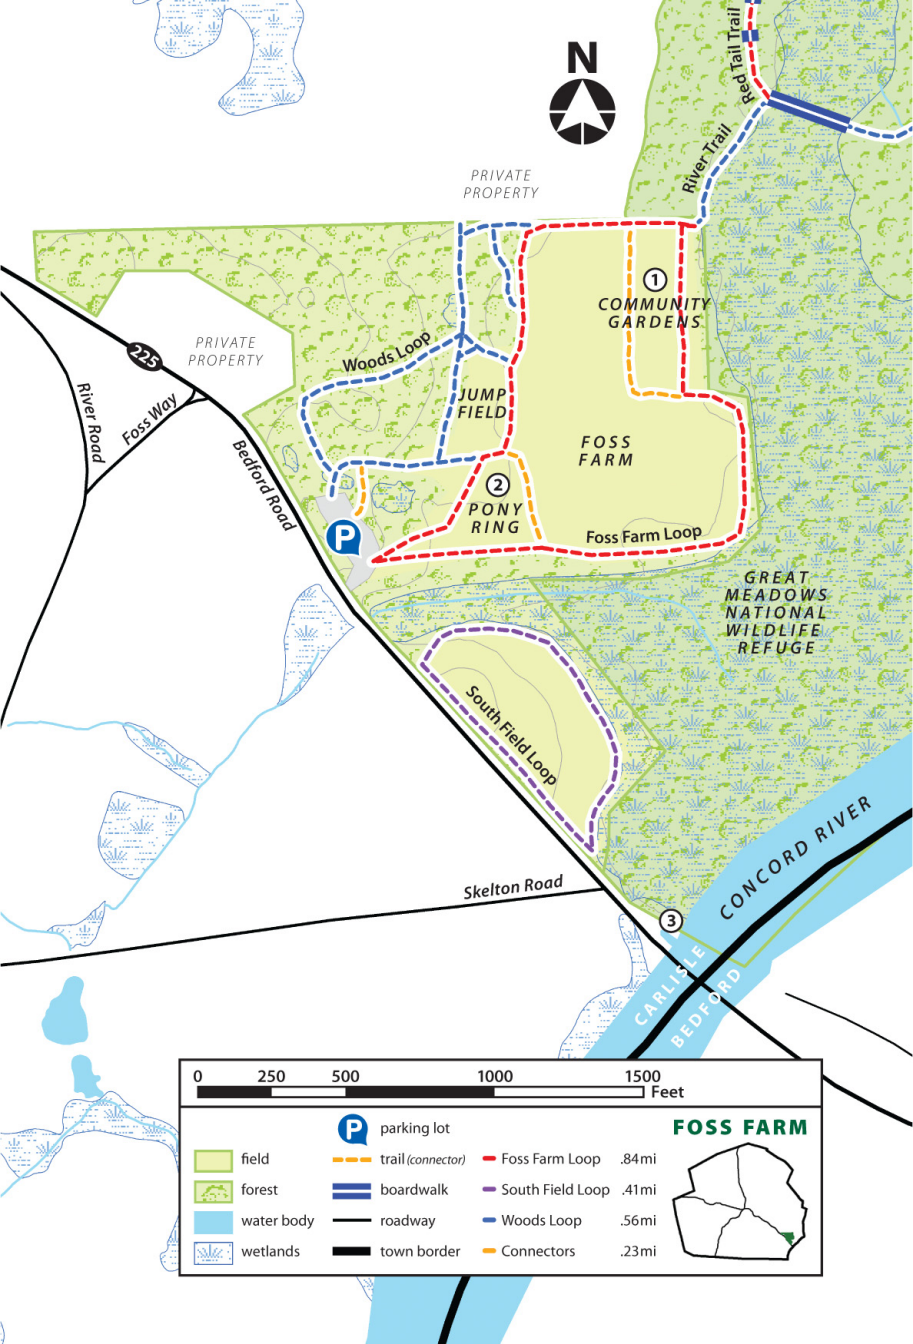 Red Tail Trail
N
River Trail
PRIVATE
PROPERTY
1
COMMUNITY
GARDENS
PRIVATE
PROPERTY
225
Woods Loop
River Road
Foss Way
JUMP
FIELD
Bedford Road
FOSS
FARM
2
PONY
RING
P
Foss Farm Loop
GREAT
MEADOWS
NATIONAL
WILDLIFE
REFUGE
South Field Loop
CONCORD RIVER
Skelton Road
3
CARLISLE
BEDFORD
0 250 500 1000 1500
Feet
P parking lot
FOSS FARM
field
trail (connector)
Foss Farm Loop .84mi
forest
boardwalk
South Field Loop .41mi
water body
roadway
Woods Loop .56mi
wetlands
town border
Connectors .23mi